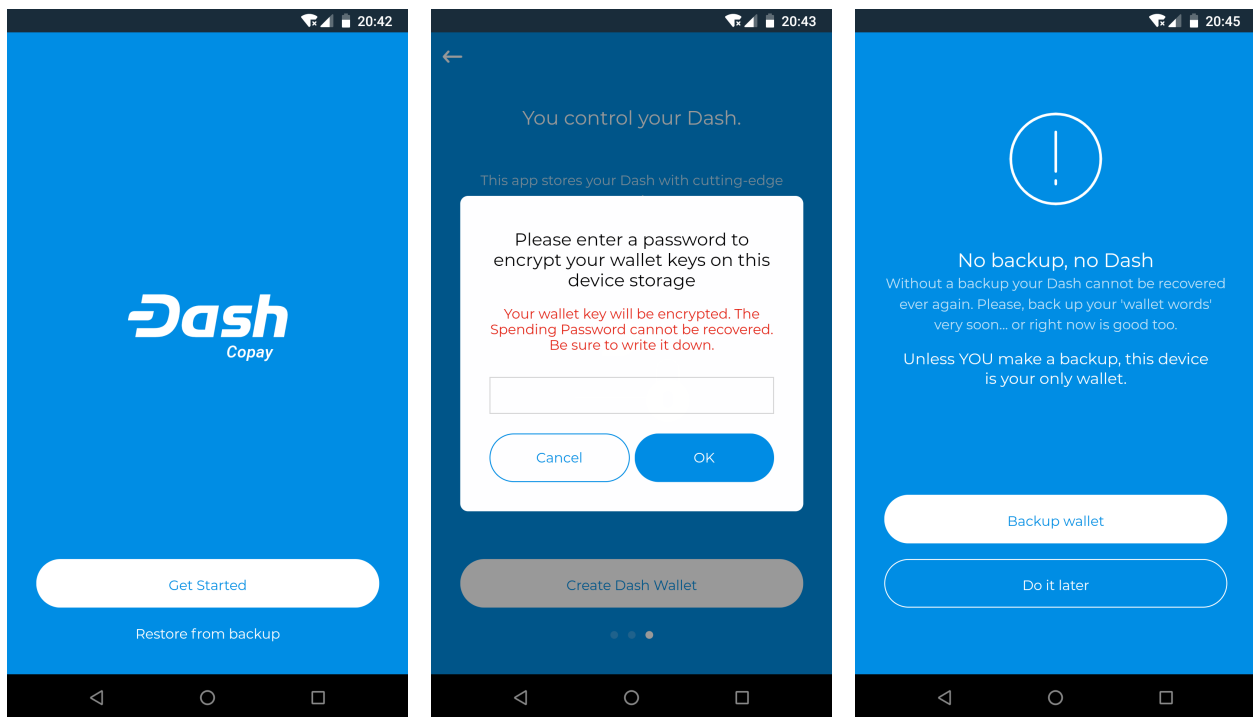 20:42
Dash
Copay
Get Started
Restore from backup
20:43
You control your Dash.
This app stores your Dash with cutting-edge
Please enter a password to
encrypt your wallet keys on this
device storage
Your wallet key will be encrypted. The
Spending Password cannot be recovered.
Be sure to write it down.
Cancel
OK
Create Dash Wallet
20:45
No backup, no Dash
Without a backup your Dash cannot be recovered
ever again. Please, back up your 'wallet words'
very soon... or right now is good too.
Unless YOU make a backup, this device
is your only wallet.
Backup wallet
Do it later